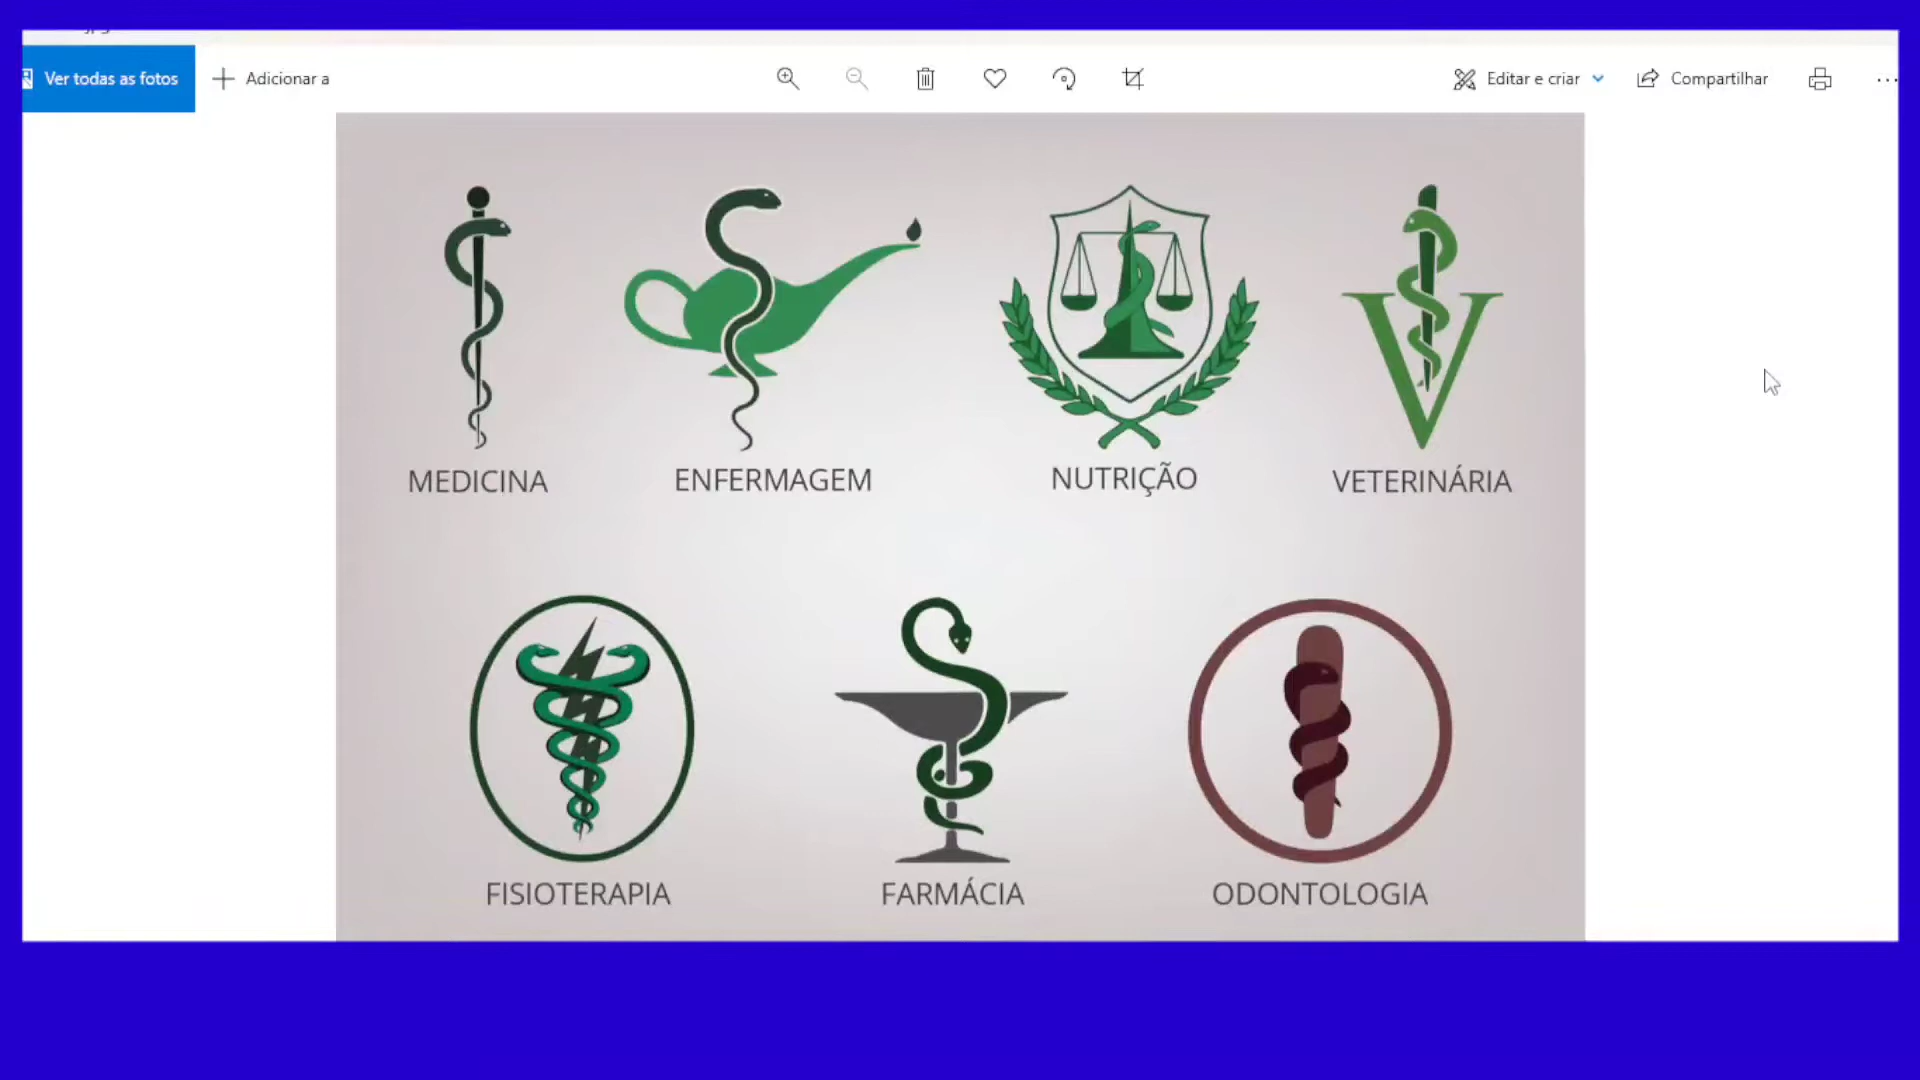 Ver todas as fotos
Adicionar a
Editar e criar
Compartilhar
MEDICINA
ENFERMAGEM
NUTRIÇÃO
VETERINÁRIA
FISIOTERAPIA
FARMÁCIA
ODONTOLOGIA